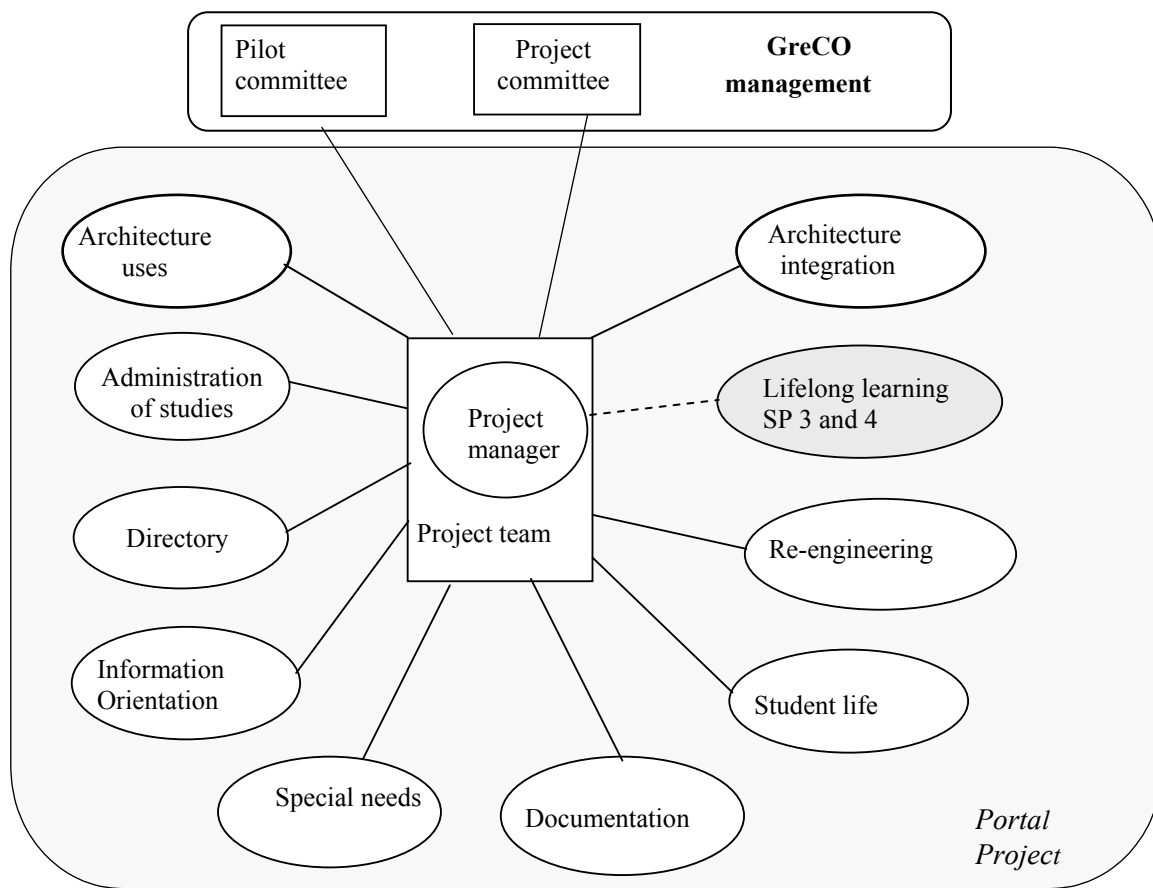 Pilot
committee
Project
committee
GreCO
management
Architecture
uses
Architecture
integration
Administration
of studies
Lifelong learning
SP 3 and 4
Project
manager
Directory
Project team
Re-engineering
Information
Orientation
Student life
Special needs
Documentation
Portal
Project